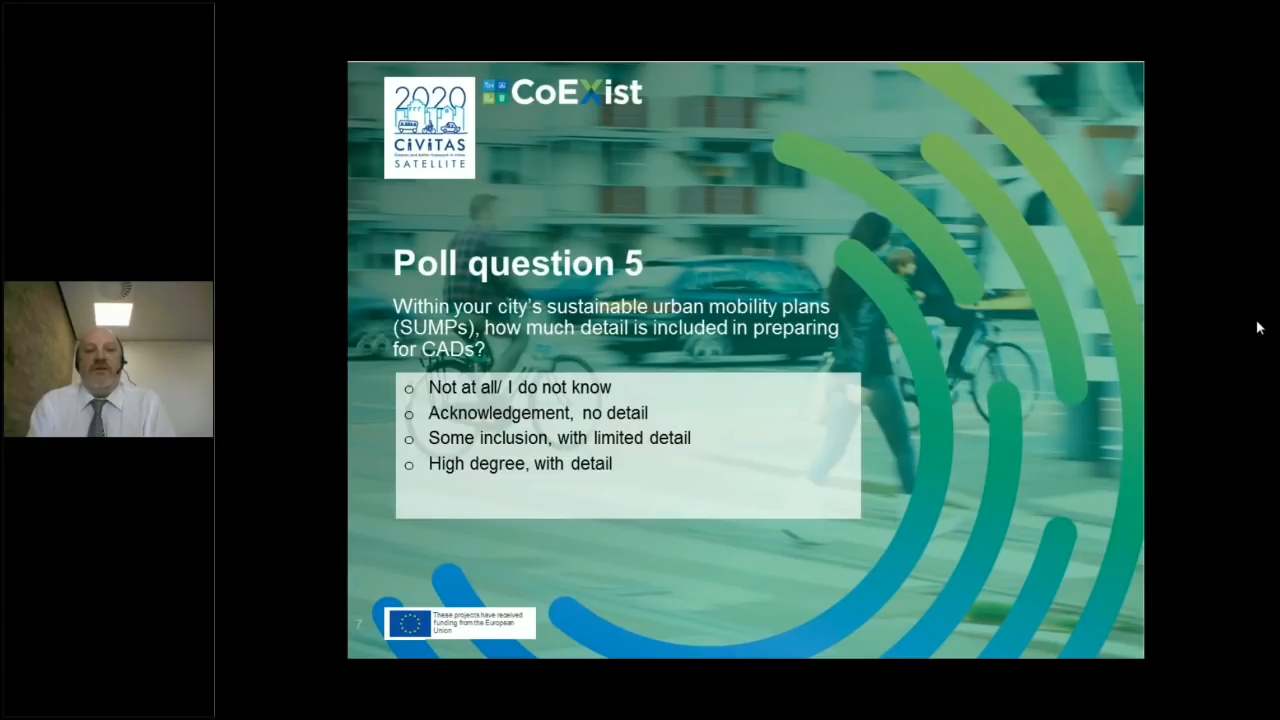 2020
CIVITAS
SATELLITE
CoEXist
Poll question 5
Within your city's sustainable urban mobility plans
(SUMPs), how much detail is included in preparing
for CADs?
o Not at all/ I do not know
o Acknowledgement, no detail
o Some inclusion, with limited detail
o High degree, with detail
These projects have received
funding from the European
Union
7